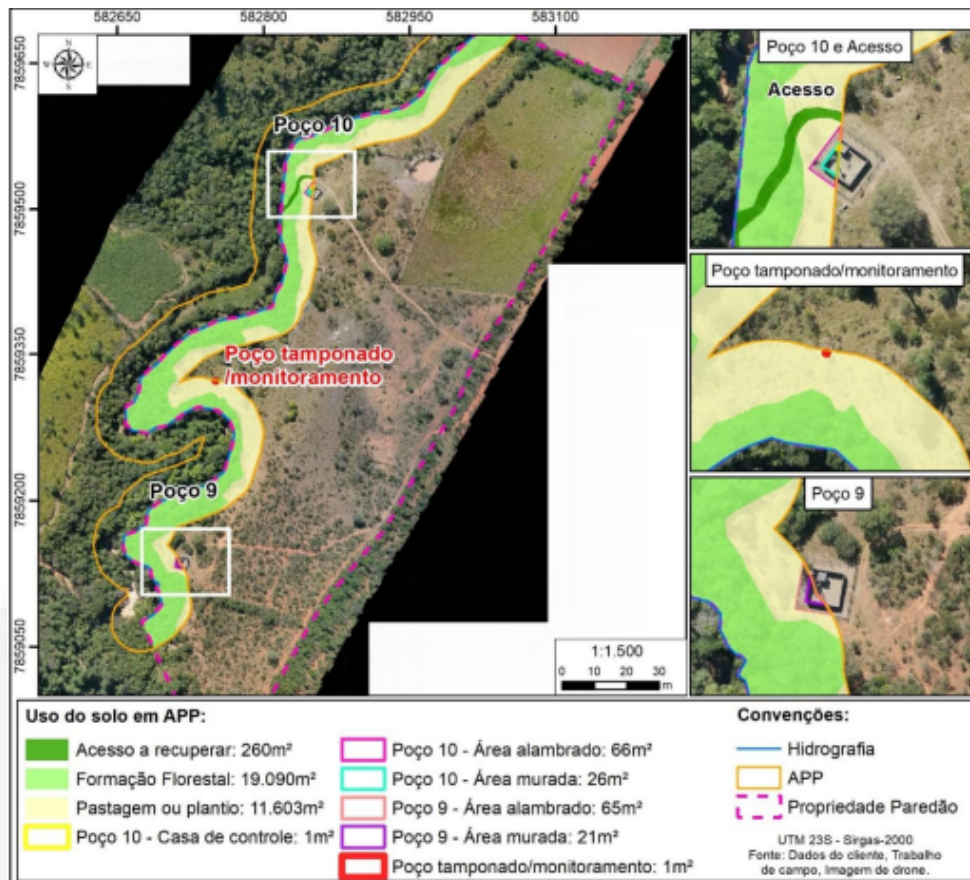 582650 582800 582950 583100
7859650
7859500
7859350
7859200
7859050
N
W E
S
Poço 10
Poço tamponado
/monitoramento
Poço 9
1:1.500
0 10 20 30
m
Poço 10 e Acesso
Acesso
Poço tamponado/monitoramento
Poço 9
Uso do solo em APP:
Acesso a recuperar: 260m²
Formação Florestal: 19.090m²
Pastagem ou plantio: 11.603m²
Poço 10 - Casa de controle: 1m²
Poço 10 - Área alambrado: 66m²
Poço 10 - Área murada: 26m²
Poço 9 - Área alambrado: 65m²
Poço 9 - Área murada: 21m²
Poço tamponado/monitoramento: 1m²
Convenções:
Hidrografia
APP
Propriedade Paredão
UTM 23S - Sirgas-2000
Fonte: Dados do cliente, Trabalho
de campo, Imagem de drone.